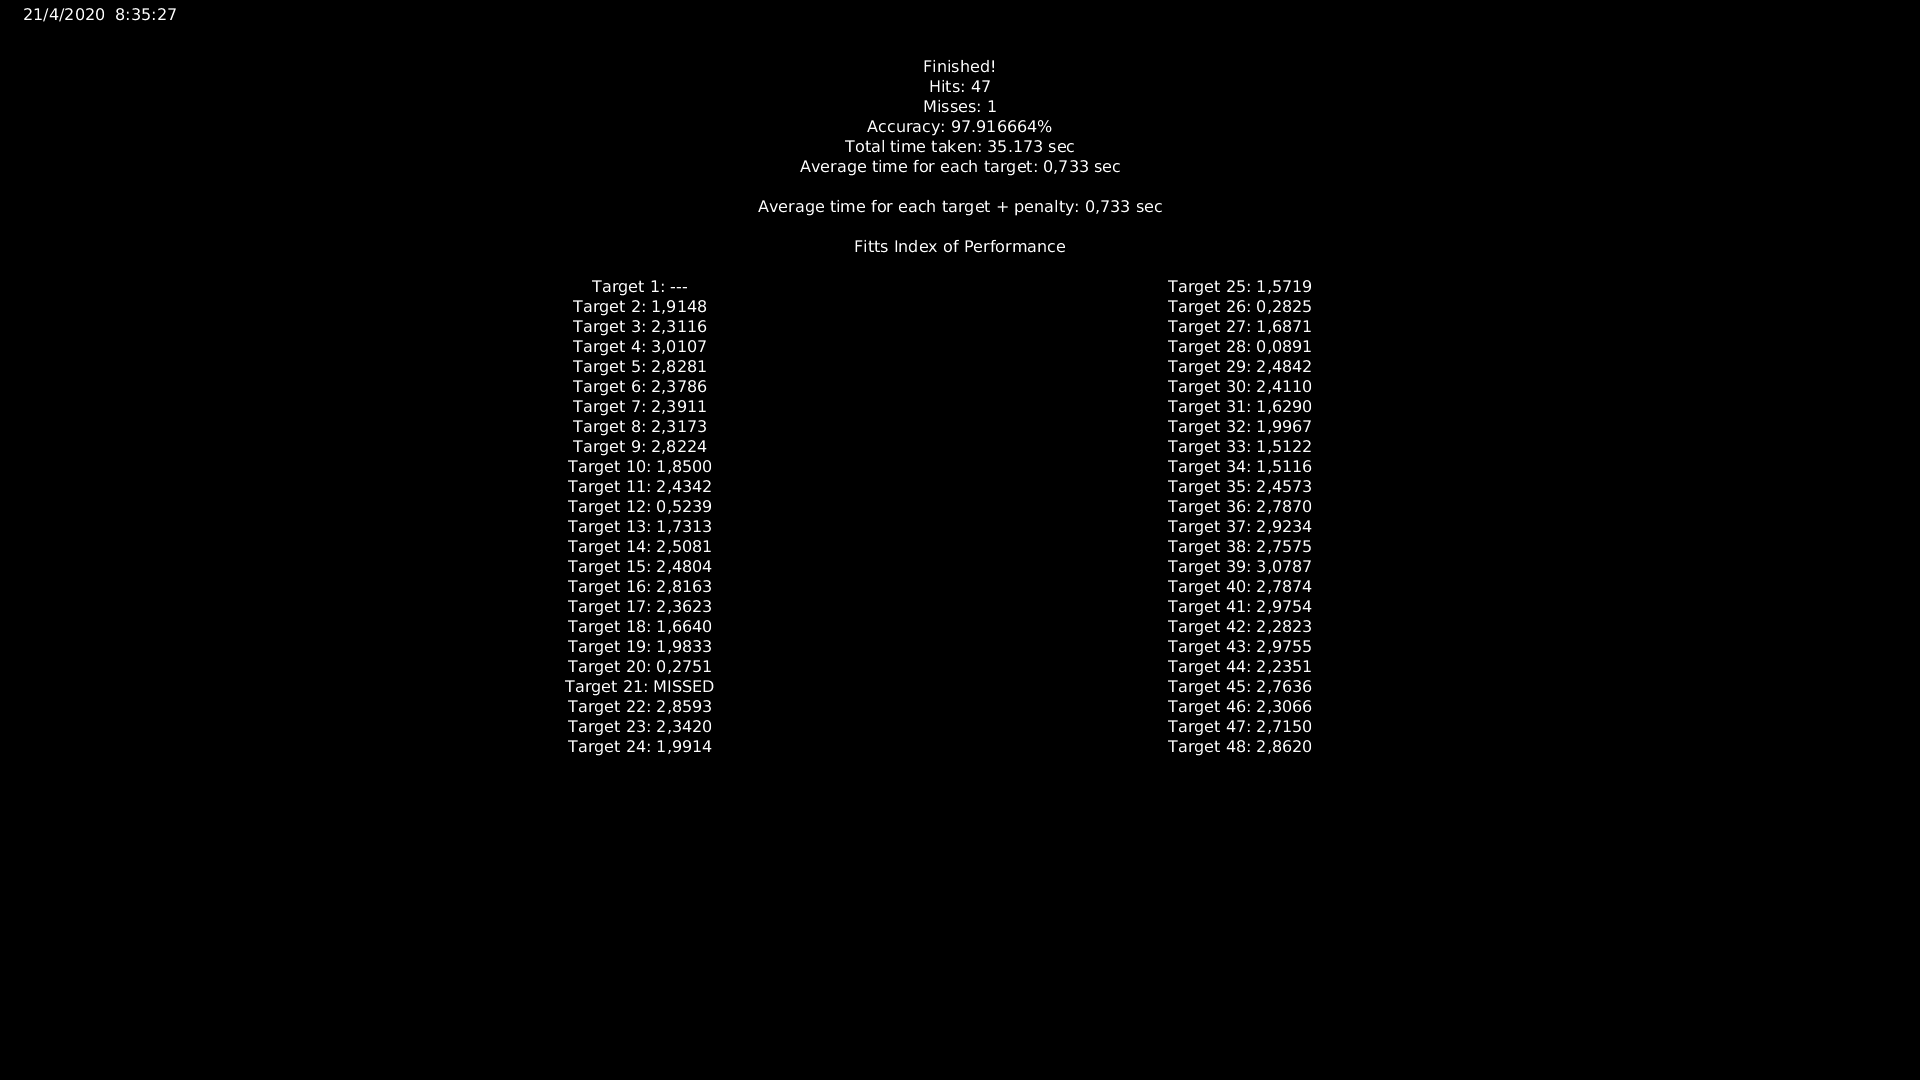 21/4/2020  8:35:27
Finished!
Hits: 47
Misses: 1
Accuracy: 97.916664%
Total time taken: 35.173 sec
Average time for each target: 0,733 sec
Average time for each target + penalty: 0,733 sec
Fitts Index of Performance
Target 1: ---
Target 2: 1,9148
Target 3: 2,3116
Target 4: 3,0107
Target 5: 2,8281
Target 6: 2,3786
Target 7: 2,3911
Target 8: 2,3173
Target 9: 2,8224
Target 10: 1,8500
Target 11: 2,4342
Target 12: 0,5239
Target 13: 1,7313
Target 14: 2,5081
Target 15: 2,4804
Target 16: 2,8163
Target 17: 2,3623
Target 18: 1,6640
Target 19: 1,9833
Target 20: 0,2751
Target 21: MISSED
Target 22: 2,8593
Target 23: 2,3420
Target 24: 1,9914
Target 25: 1,5719
Target 26: 0,2825
Target 27: 1,6871
Target 28: 0,0891
Target 29: 2,4842
Target 30: 2,4110
Target 31: 1,6290
Target 32: 1,9967
Target 33: 1,5122
Target 34: 1,5116
Target 35: 2,4573
Target 36: 2,7870
Target 37: 2,9234
Target 38: 2,7575
Target 39: 3,0787
Target 40: 2,7874
Target 41: 2,9754
Target 42: 2,2823
Target 43: 2,9755
Target 44: 2,2351
Target 45: 2,7636
Target 46: 2,3066
Target 47: 2,7150
Target 48: 2,8620